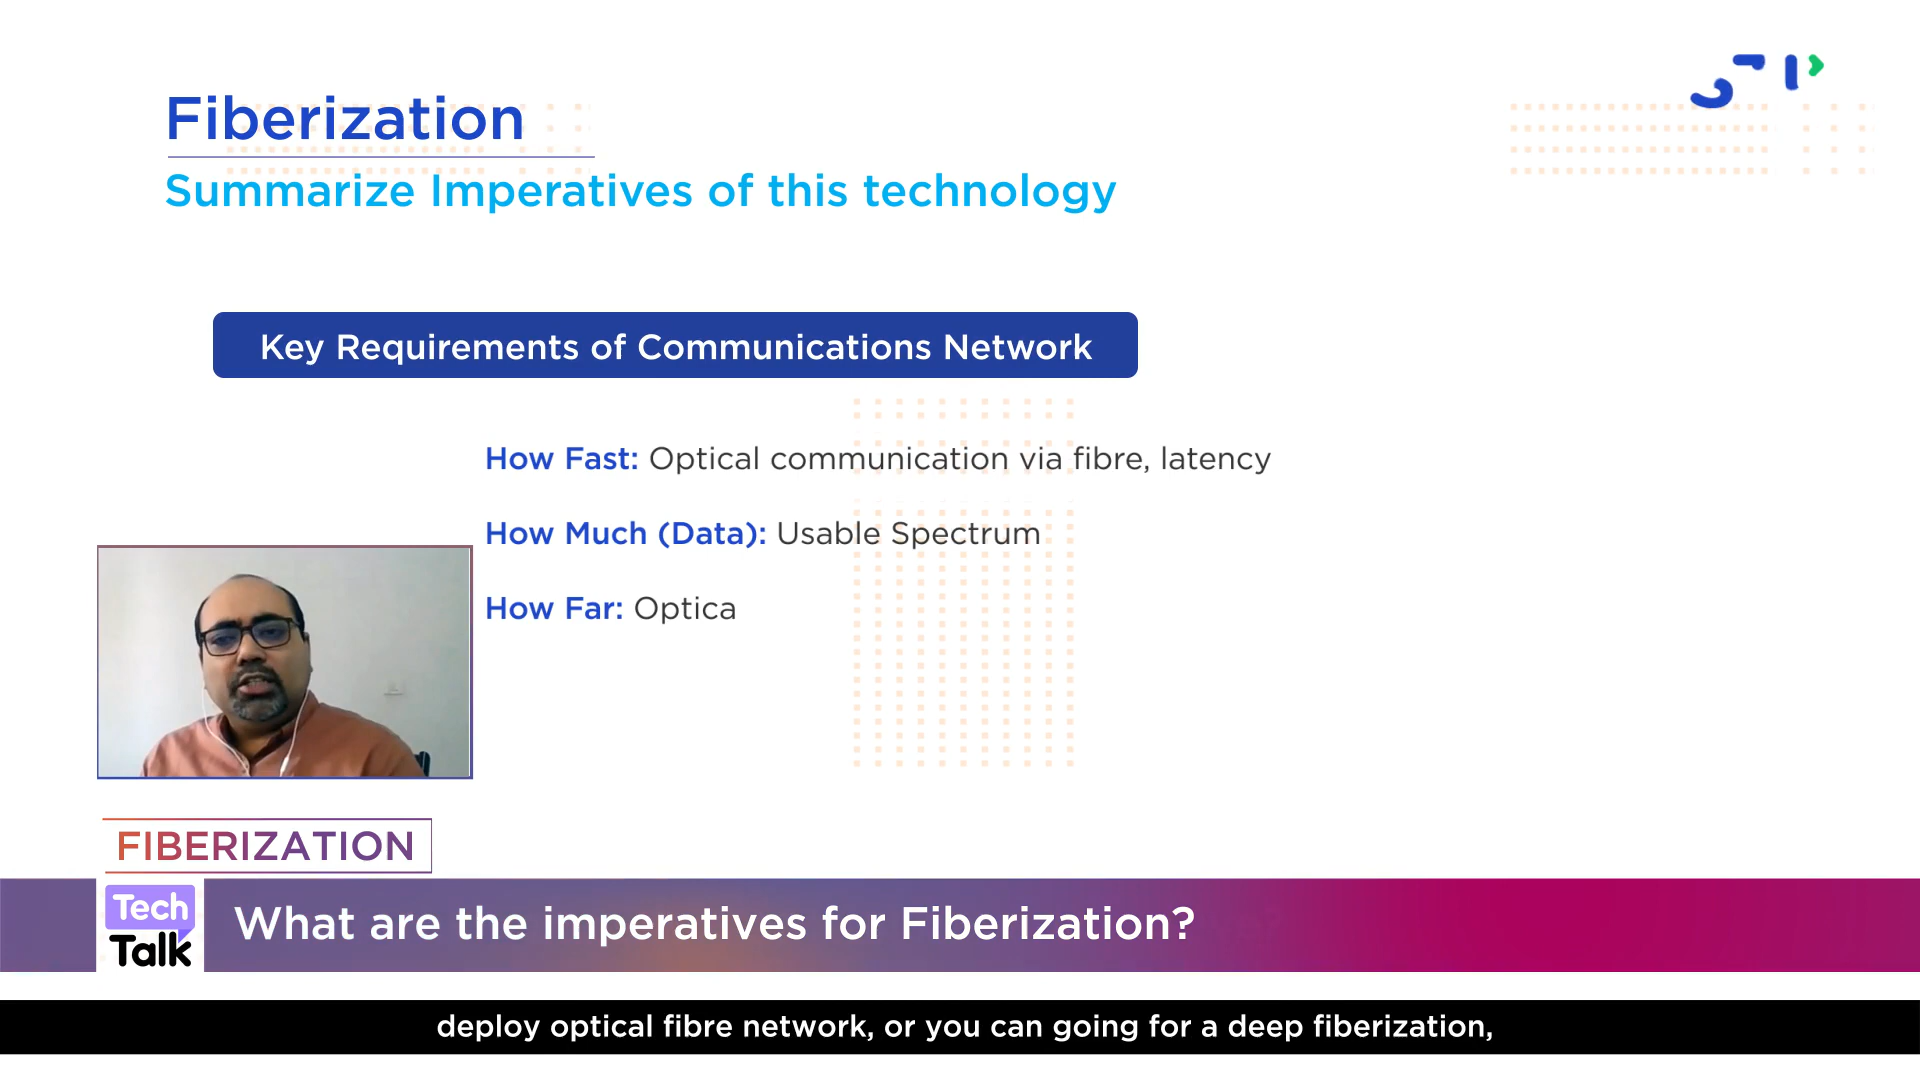 Fiberization
Summarize Imperatives of this technology
Key Requirements of Communications Network
How Fast: Optical communication via fibre, latency
How Much (Data): Usable Spectrum
How Far: Optica
FIBERIZATION
Tech
Talk
What are the imperatives for Fiberization?
deploy optical fibre network, or you can going for a deep fiberization,